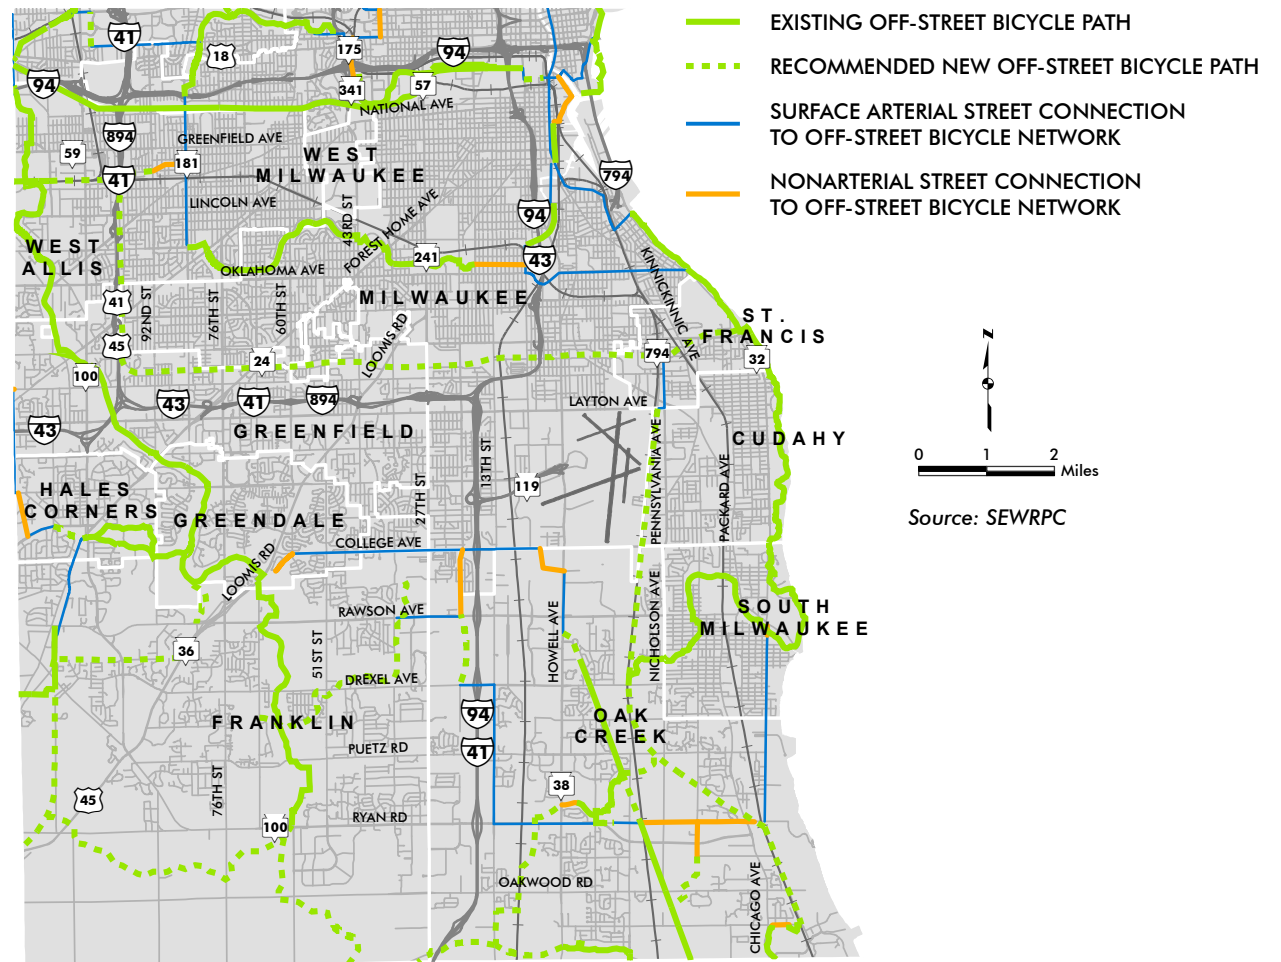 EXISTING OFF-STREET BICYCLE PATH
RECOMMENDED NEW OFF-STREET BICYCLE PATH
SURFACE ARTERIAL STREET CONNECTION
TO OFF-STREET BICYCLE NETWORK
NONARTERIAL STREET CONNECTION
TO OFF-STREET BICYCLE NETWORK
41
18
175
94
94
341
57
NATIONAL AVE
894
GREENFIELD AVE
59
181
WEST
MILWAUKEE
41
794
LINCOLN AVE
43RD ST
FOREST HOME AVE
94
WEST
ALLIS
OKLAHOMA AVE
241
43
KINNICKINNIC AVE
41
92ND ST
76TH ST
60TH ST
MILWAUKEE
LOOMIS RD
ST.
FRANCIS
45
24
794
32
N
100
43
41
894
LAYTON AVE
43
GREENFIELD
CUDAHY
PENNSYLVANIA AVE
PACKARD AVE
13TH ST
27TH ST
119
0 1 2 Miles
HALES
CORNERS
GREENDALE
Source: SEWRPC
COLLEGE AVE
LOOMIS RD
RAWSON AVE
HOWELL AVE
NICHOLSON AVE
SOUTH
MILWAUKEE
36
51ST ST
DREXEL AVE
94
FRANKLIN
OAK
CREEK
PUETZ RD
41
76TH ST
45
38
100
RYAN RD
OAKWOOD RD
CHICAGO AVE